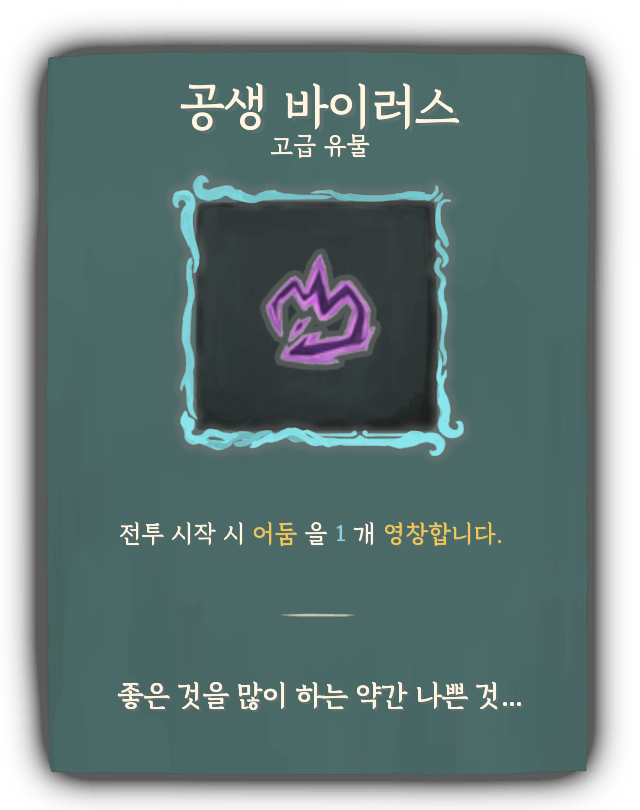 공생 바이러스
고급 유물
전투 시작 시 어둠 을 1 개 영창합니다.
좋은 것을 많이 하는 약간 나쁜 것...